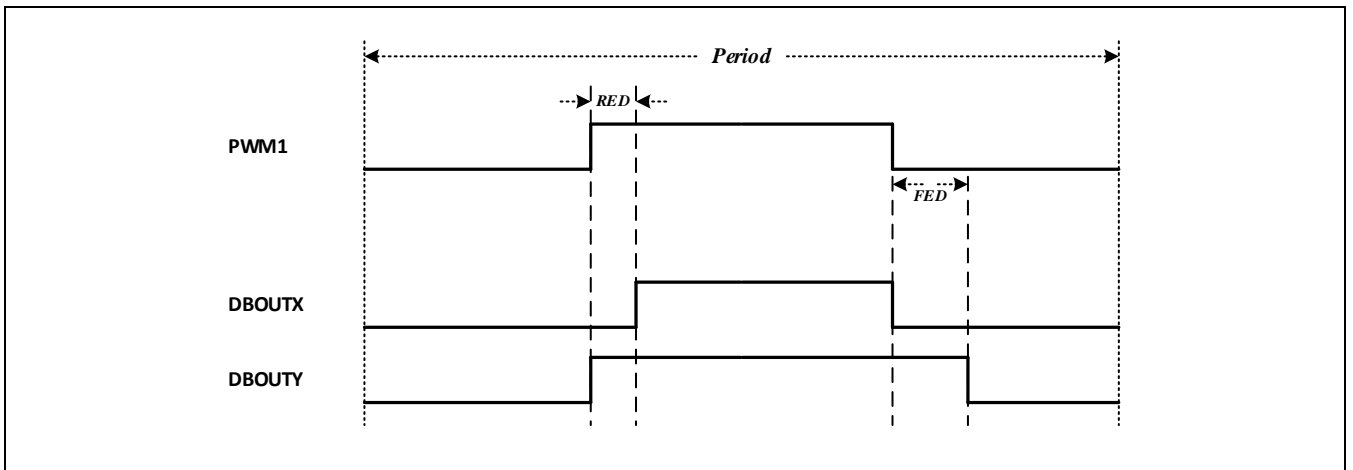 Period
RED
PWM1
FED
DBOUTX
DBOUTY